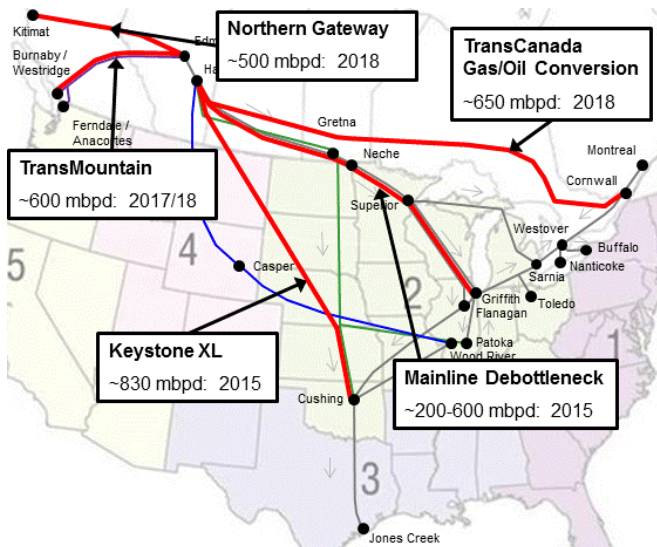 Northern Gateway
~500 mbpd: 2018
TransCanada
Gas/Oil Conversion
~650 mbpd: 2018
Kitimat
Edm
Burnaby /
Westridge
Ha
Ferndale /
Anacortes
Gretna
Neche
Montreal
Cornwall
TransMountain
~600 mbpd: 2017/18
Superior
Westover
Buffalo
Nanticoke
Sarnia
Toledo
4
5
2
1
3
Casper
Griffith
Flanagan
Patoka
Wood River
Keystone XL
~830 mbpd: 2015
Mainline Debottleneck
~200-600 mbpd: 2015
Cushing
Jones Creek